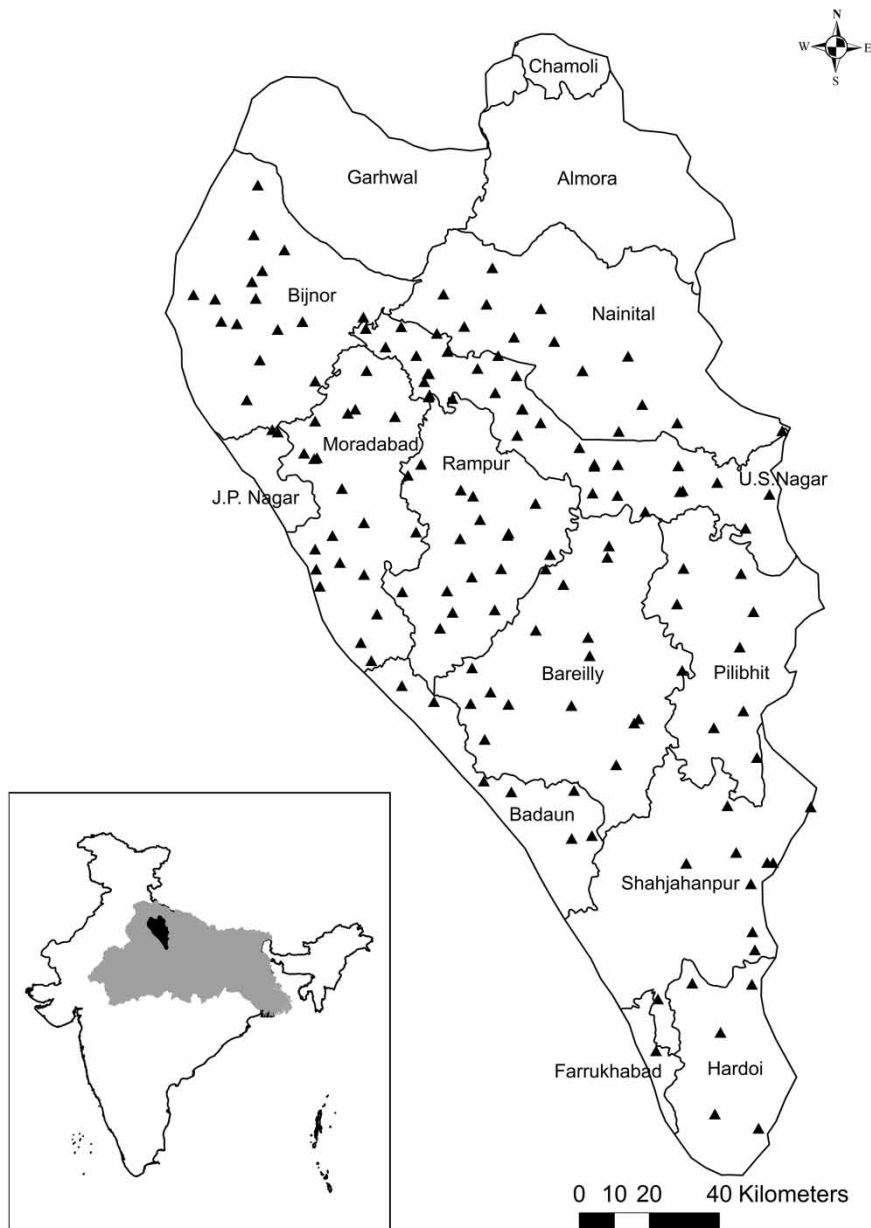 N
W E
S
Chamoli
Garhwal
Almora
Bijnor
Nainital
Moradabad
Rampur
U.S.Nagar
J.P. Nagar
Bareilly
Pilibhit
Badaun
Shahjahanpur
Farrukhabad
Hardoi
0 10 20 40 Kilometers